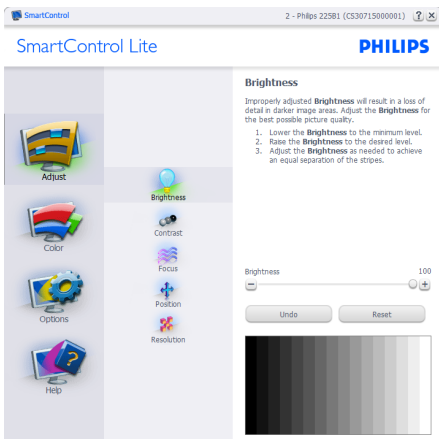 SmartControl
2 - Philips 225B1 (CS30715000001)
SmartControl Lite
PHILIPS
Adjust
Color
Options
Help
Brightness
Contrast
Focus
Position
Resolution
Brightness
Improperly adjusted Brightness will result in a loss of
detail in darker image areas. Adjust the Brightness for
the best possible picture quality.
1. Lower the Brightness to the minimum level.
2. Raise the Brightness to the desired level.
3. Adjust the Brightness as needed to achieve
an equal separation of the stripes.
Brightness 100
Undo Reset